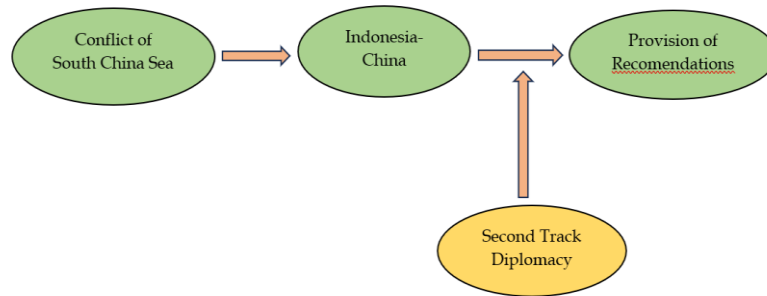 Conflict of
South China Sea
Indonesia-
China
Provision of
Recomendations
Second Track
Diplomacy